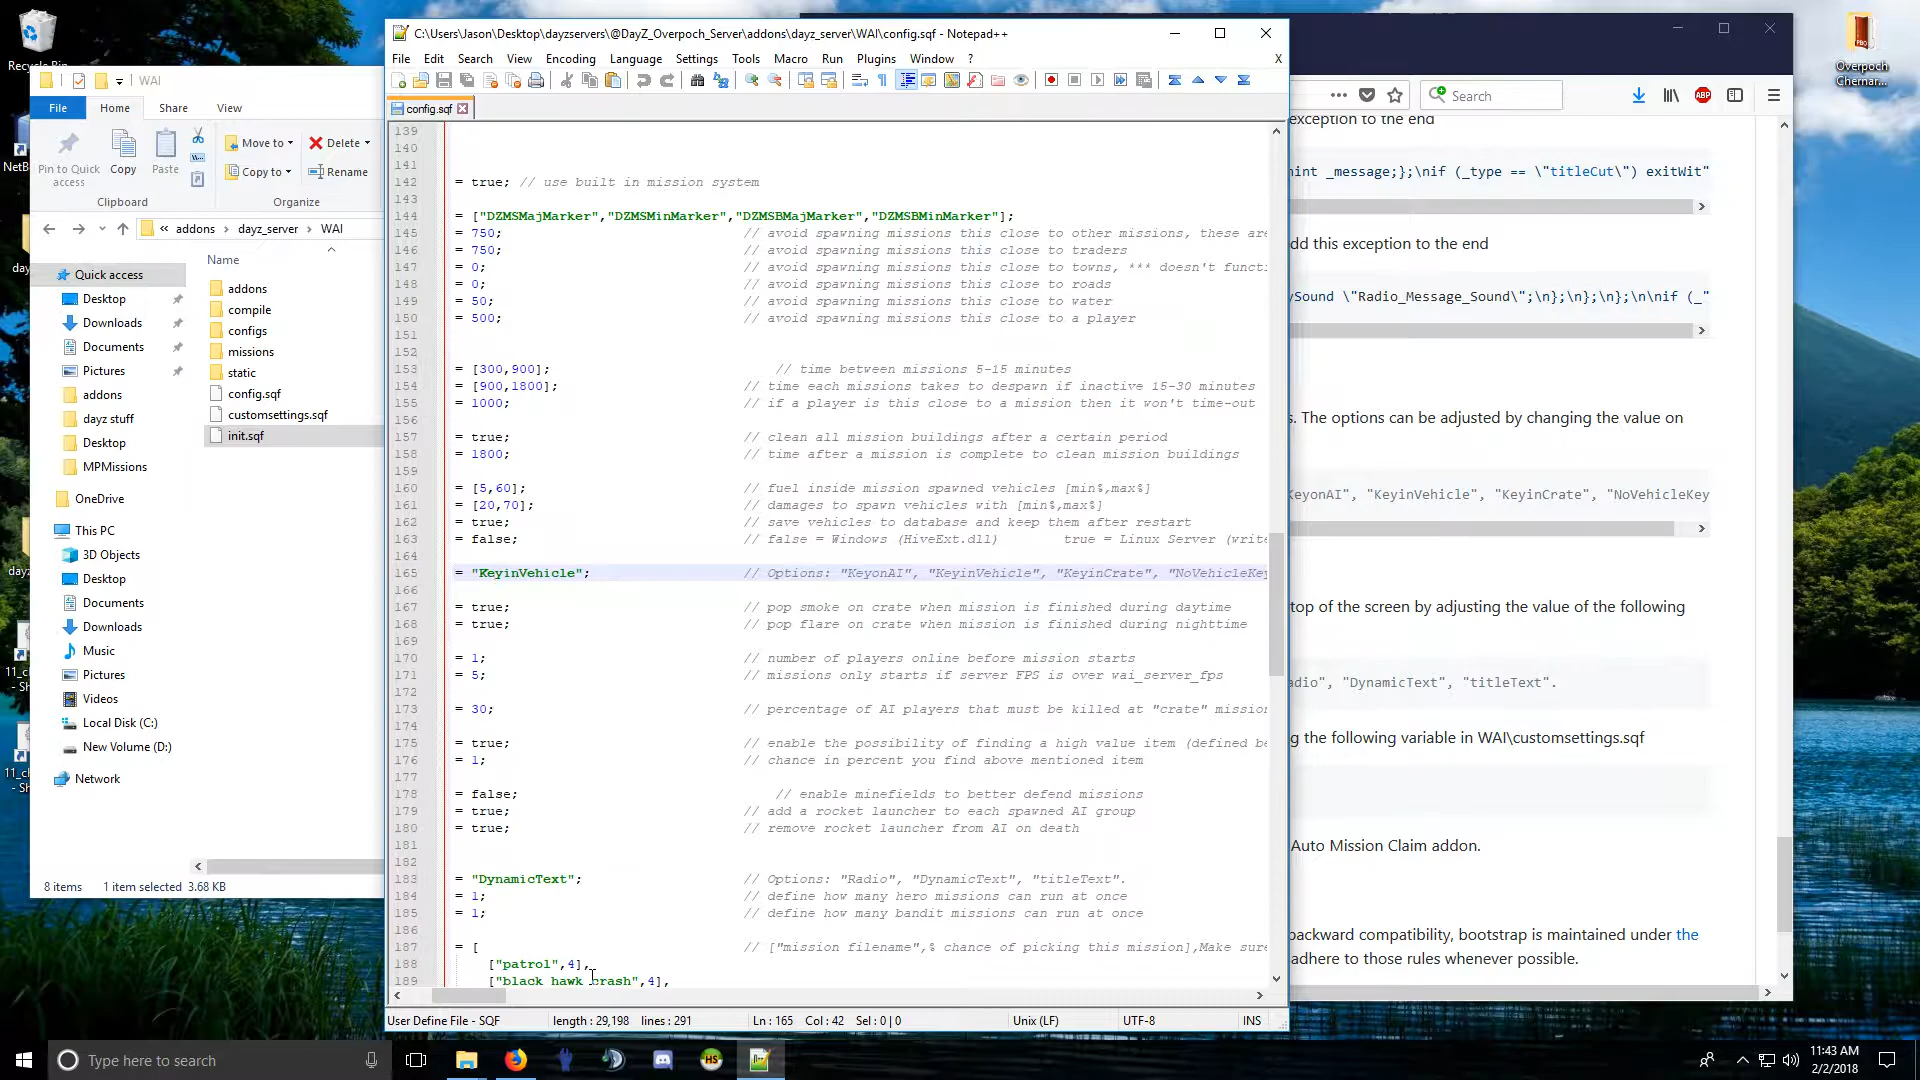 Recycle Bin
WAI
File
Home
Share
View
Pin to Quick access
Copy
Paste
Move to
Copy to
Delete
Rename
Clipboard
Organize
« addons > dayz_server > WAI
Name
Quick access
Desktop
Downloads
Documents
Pictures
addons
dayz stuff
Desktop
MPMissions
OneDrive
This PC
3D Objects
Desktop
Documents
Downloads
Music
Pictures
Videos
Local Disk (C:)
New Volume (D:)
Network
addons
compile
configs
missions
static
config.sqf
customsettings.sqf
init.sqf
8 items 1 item selected 3.68 KB
C:\Users\Jason\Desktop\dayzservers\@DayZ_Overpoch_Server\addons\dayz_server\WAI\config.sqf - Notepad++
File Edit Search View Encoding Language Settings Tools Macro Run Plugins Window ? X
config.sqf
139
140
141
142 = true; // use built in mission system
143
144 = ["DZMSMajMarker","DZMSMinMarker","DZMSBMajMarker","DZMSBMinMarker"];
145 = 750; // avoid spawning missions this close to other missions, these are
146 = 750; // avoid spawning missions this close to traders
147 = 0; // avoid spawning missions this close to towns, *** doesn't functi
148 = 0; // avoid spawning missions this close to roads
149 = 50; // avoid spawning missions this close to water
150 = 500; // avoid spawning missions this close to a player
151
152
153 = [300,900]; // time between missions 5-15 minutes
154 = [900,1800]; // time each missions takes to despawn if inactive 15-30 minutes
155 = 1000; // if a player is this close to a mission then it won't time-out
156
157 = true; // clean all mission buildings after a certain period
158 = 1800; // time after a mission is complete to clean mission buildings
159
160 = [5,60]; // fuel inside mission spawned vehicles [min%,max%]
161 = [20,70]; // damages to spawn vehicles with [min%,max%]
162 = true; // save vehicles to database and keep them after restart
163 = false; // false = Windows (HiveExt.dll) true = Linux Server (write
164
165 = "KeyinVehicle"; // Options: "KeyonAI", "KeyinVehicle", "KeyinCrate", "NoVehicleKey
166
167 = true; // pop smoke on crate when mission is finished during daytime
168 = true; // pop flare on crate when mission is finished during nighttime
169
170 = 1; // number of players online before mission starts
171 = 5; // missions only starts if server FPS is over wai_server_fps
172
173 = 30; // percentage of AI players that must be killed at "crate" mission
174
175 = true; // enable the possibility of finding a high value item (defined be
176 = 1; // chance in percent you find above mentioned item
177
178 = false; // enable minefields to better defend missions
179 = true; // add a rocket launcher to each spawned AI group
180 = true; // remove rocket launcher from AI on death
181
182
183 = "DynamicText"; // Options: "Radio", "DynamicText", "titleText".
184 = 1; // define how many hero missions can run at once
185 = 1; // define how many bandit missions can run at once
186
187 = [ // ["mission filename",% chance of picking this mission],Make sure
188 ["patrol",4],
189 ["black hawk crash",4],
User Define File - SQF length : 29,198 lines : 291 Ln : 165 Col : 42 Sel : 0 | 0 Unix (LF) UTF-8 INS
Search
ABP
exception to the end
int _message;};\nif (_type == \"titleCut\") exitWit"
dd this exception to the end
ySound \"Radio_Message_Sound\";\n};\n};\n};\n\nif (_"
s. The options can be adjusted by changing the value on
KeyonAI", "KeyinVehicle", "KeyinCrate", "NoVehicleKey
top of the screen by adjusting the value of the following
adio", "DynamicText", "titleText".
g the following variable in WAI\customsettings.sqf
Auto Mission Claim addon.
backward compatibility, bootstrap is maintained under the
adhere to those rules whenever possible.
Overpoch
Chernar...
Type here to search
HS
11:43 AM
2/2/2018